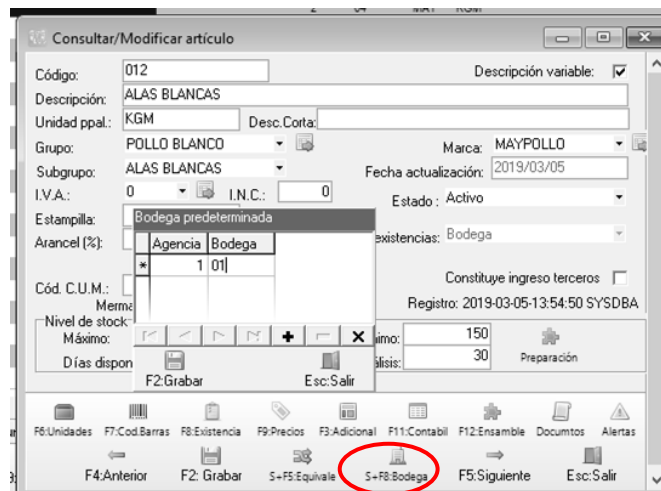 Consultar/Modificar artículo
Código: 012 Descripción variable:
Descripción: ALAS BLANCAS
Unidad ppal.: KGM Desc.Corta:
Grupo: POLLO BLANCO Marca: MAYPOLLO
Subgrupo: ALAS BLANCAS Fecha actualización: 2019/03/05
I.V.A.: 0 I.N.C.: 0 Estado : Activo
Estampilla: Bodega predeterminada
Arancel (%): Agencia Bodega existencias: Bodega
* 1 01
Cód. C.U.M.: Constituye ingreso terceros
Merma Registro: 2019-03-05-13:54:50 SYSDBA
Nivel de stock
Máximo: 150
Días 30 Preparación
F2:Grabar Esc:Salir
F6:Unidades F7:Cod.Barras F8:Existencia F9:Precios F3:Adicional F11:Contabil F12:Ensamble Documtos Alertas
F4:Anterior F2: Grabar S+F5:Equivale S+F8:Bodega F5:Siguiente Esc:Salir